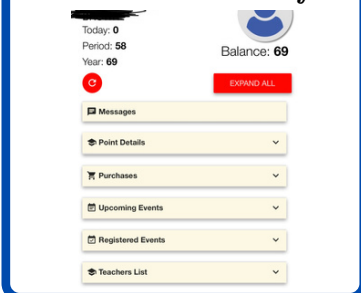 Today: 0
Period: 58
Balance: 69
Year: 69
EXPAND ALL
Messages
Point Details
Purchases
Upcoming Events
Registered Events
Teachers List